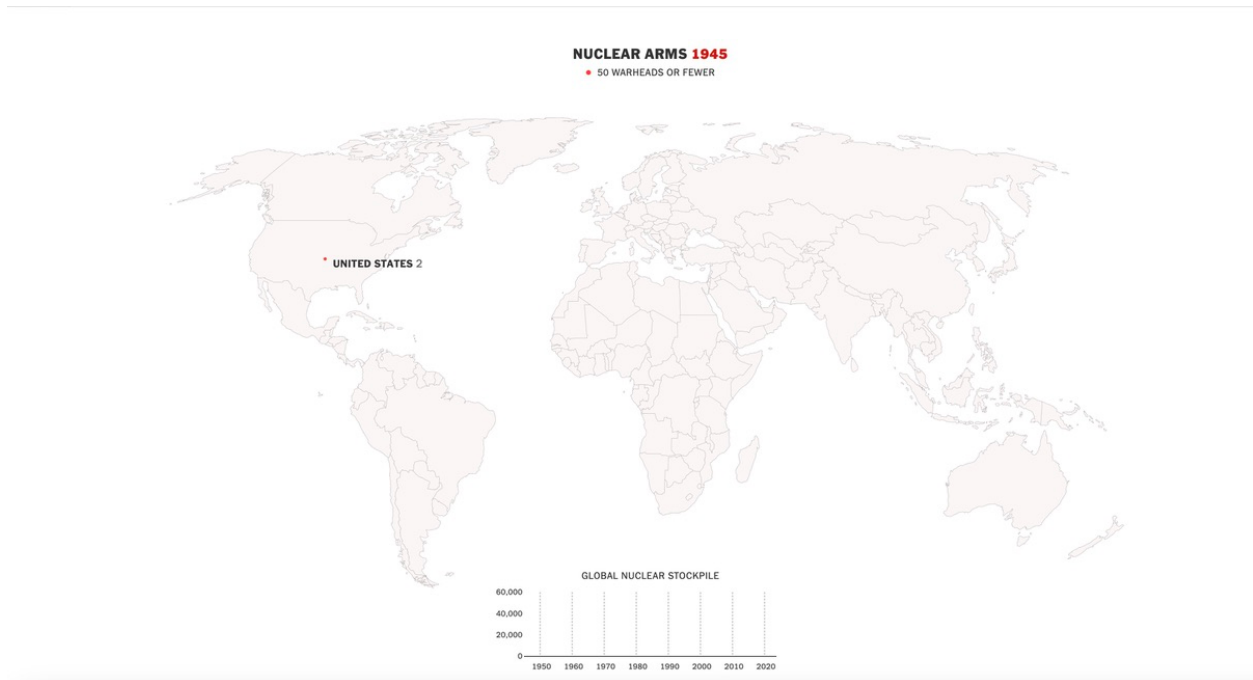 NUCLEAR ARMS 1945
50 WARHEADS OR FEWER
UNITED STATES 2
GLOBAL NUCLEAR STOCKPILE
60,000
40,000
20,000
0
1950 1960 1970 1980 1990 2000 2010 2020